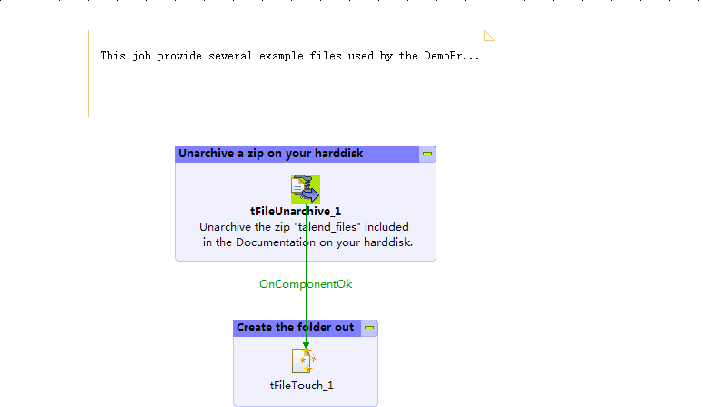 This job provide several example files used by the DemoPr...
Unarchive a zip on your harddisk
tFileUnarchive_1
Unarchive the zip "talend_files" included
in the Documentation on your harddisk.
OnComponentOk
Create the folder out
tFileTouch_1